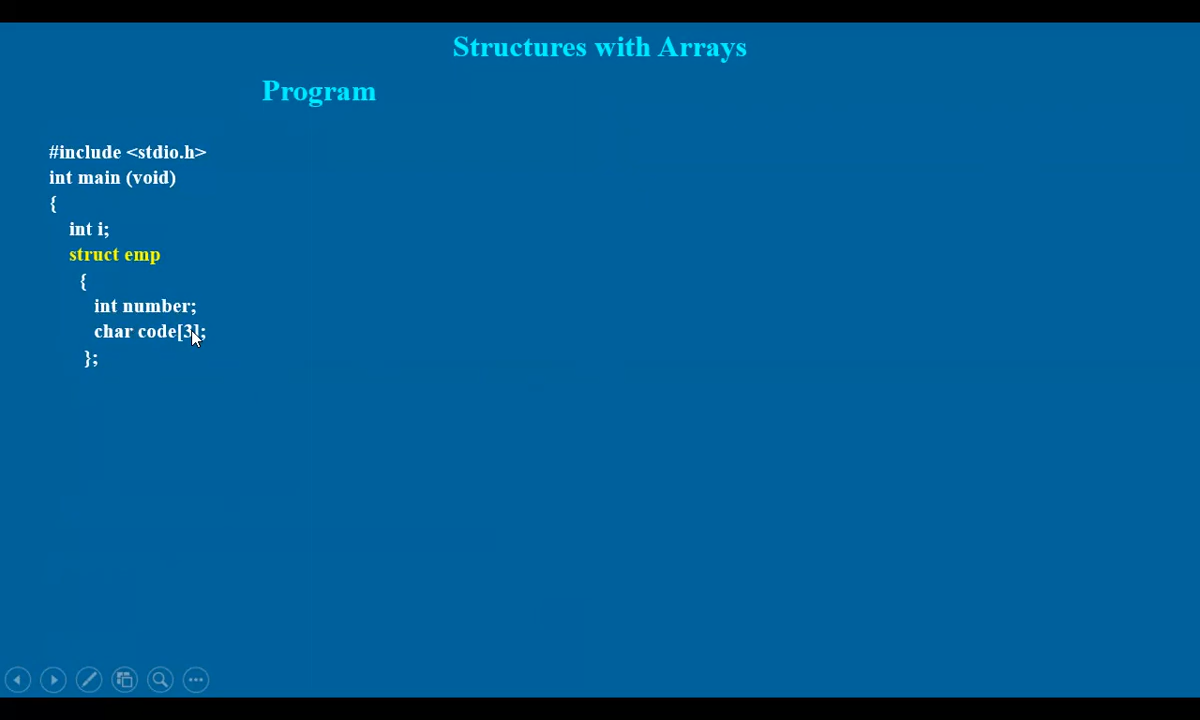 Structures with Arrays
Program
#include <stdio.h>
int main (void)
{
int i;
struct emp
{
int number;
char code[3];
};